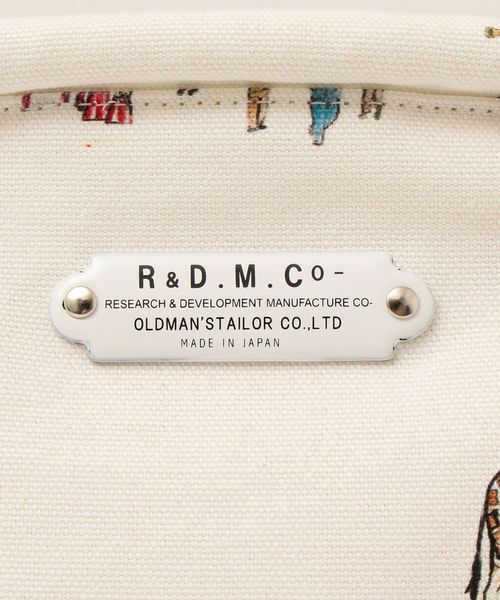 R & D. M. Co -
RESEARCH & DEVELOPMENT MANUFACTURE CO-
OLDMAN'STAILOR CO.,LTD
MADE IN JAPAN